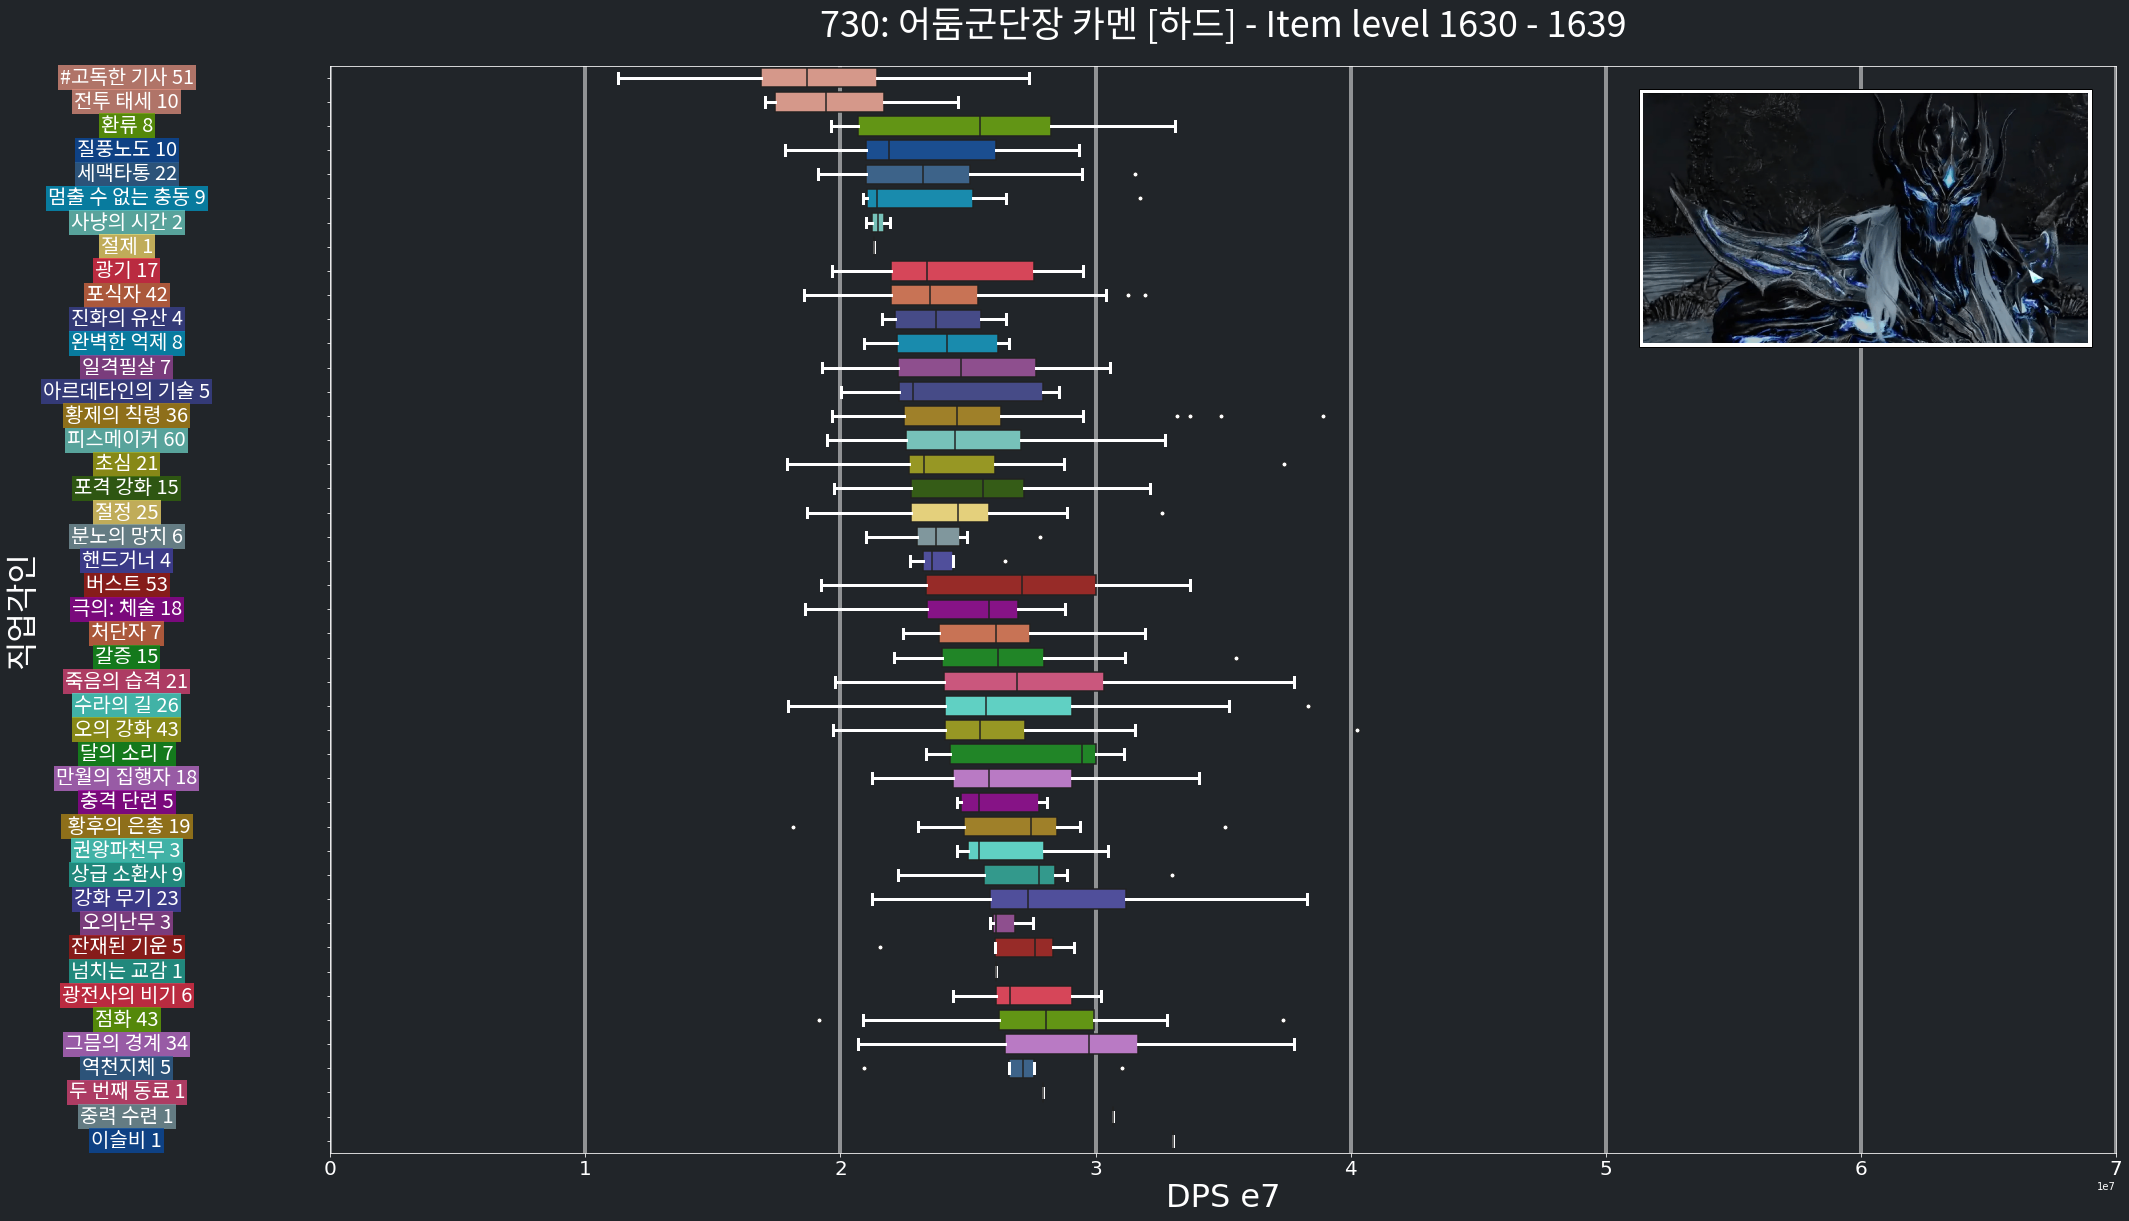 730: 어둠군단장 카멘 [하드] - Item level 1630 - 1639
직업각인
#고독한 기사 51
전투 태세 10
환류 8
질풍노도 10
세맥타통 22
멈출 수 없는 충동 9
사냥의 시간 2
절제 1
광기 17
포식자 42
진화의 유산 4
완벽한 억제 8
일격필살 7
아르데타인의 기술 5
황제의 칙령 36
피스메이커 60
초심 21
포격 강화 15
절정 25
분노의 망치 6
핸드거너 4
버스트 53
극의: 체술 18
처단자 7
갈증 15
죽음의 습격 21
수라의 길 26
오의 강화 43
달의 소리 7
만월의 집행자 18
충격 단련 5
황후의 은총 19
권왕파천무 3
상급 소환사 9
강화 무기 23
오의난무 3
잔재된 기운 5
넘치는 교감 1
광전사의 비기 6
점화 43
그믐의 경계 34
역천지체 5
두 번째 동료 1
중력 수련 1
이슬비 1
0 1 2 3 4 5 6 7
1e7
DPS e7